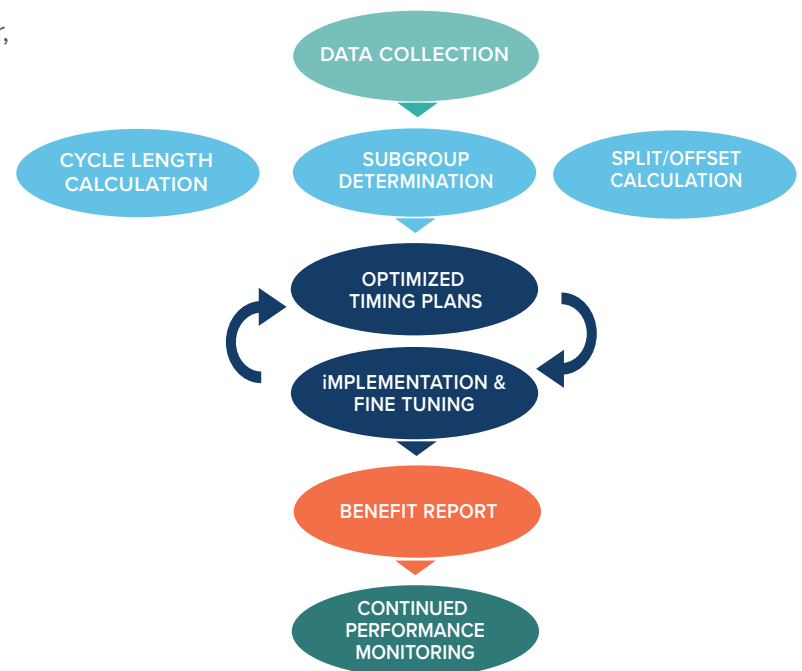 r,
DATA COLLECTION
CYCLE LENGTH
CALCULATION
SUBGROUP
DETERMINATION
SPLIT/OFFSET
CALCULATION
OPTIMIZED
TIMING PLANS
iMPLEMENTATION &
FINE TUNING
BENEFIT REPORT
CONTINUED
PERFORMANCE
MONITORING